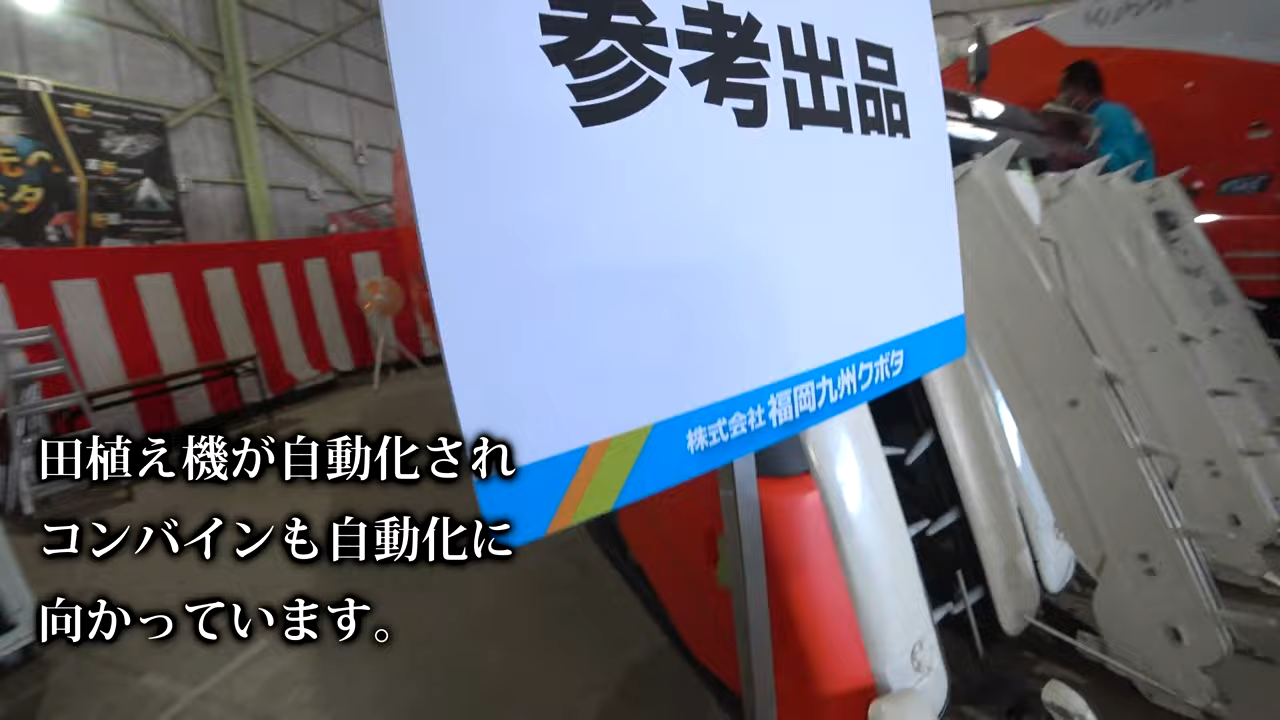 参考出品
先へ、
株式会社 福岡九州クボタ
田植え機が自動化され
コンバインも自動化に
向かっています。